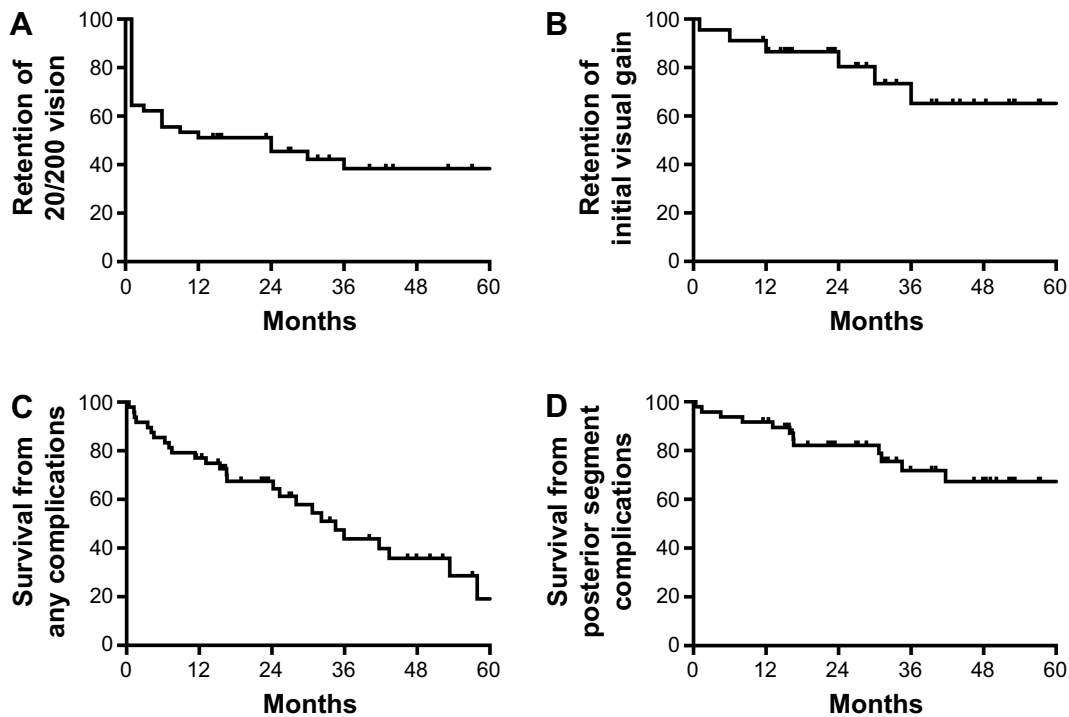 A
Retention of
20/200 vision
100
80
60
40
20
0
0 12 24 36 48 60
Months
B
Retention of
initial visual gain
100
80
60
40
20
0
0 12 24 36 48 60
Months
C
Survival from
any complications
100
80
60
40
20
0
0 12 24 36 48 60
Months
D
Survival from
posterior segment
complications
100
80
60
40
20
0
0 12 24 36 48 60
Months